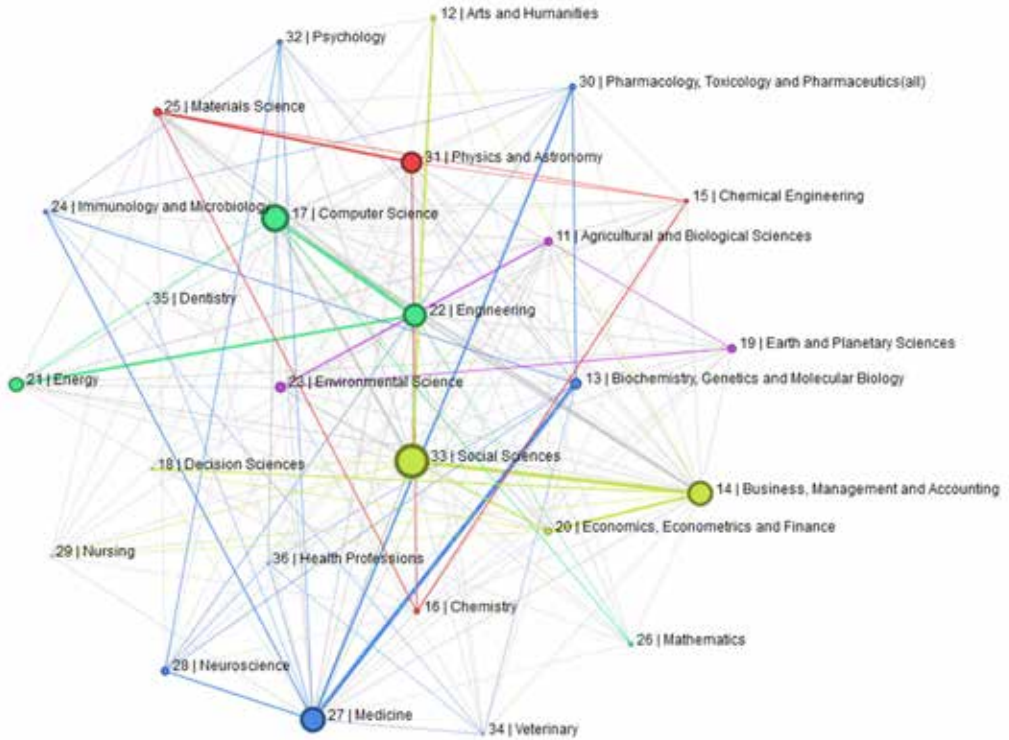 12 | Arts and Humanities
32 | Psychology
30 | Pharmacology, Toxicology and Pharmaceutics(all)
25 | Materials Science
31 | Physics and Astronomy
15 | Chemical Engineering
24 | Immunology and Microbiology
17 | Computer Science
11 | Agricultural and Biological Sciences
35 | Dentistry
22 | Engineering
19 | Earth and Planetary Sciences
21 | Energy
23 | Environmental Science
13 | Biochemistry, Genetics and Molecular Biology
33 | Social Sciences
18 | Decision Sciences
14 | Business, Management and Accounting
20 | Economics, Econometrics and Finance
29 | Nursing
36 | Health Professions
16 | Chemistry
26 | Mathematics
28 | Neuroscience
27 | Medicine
34 | Veterinary